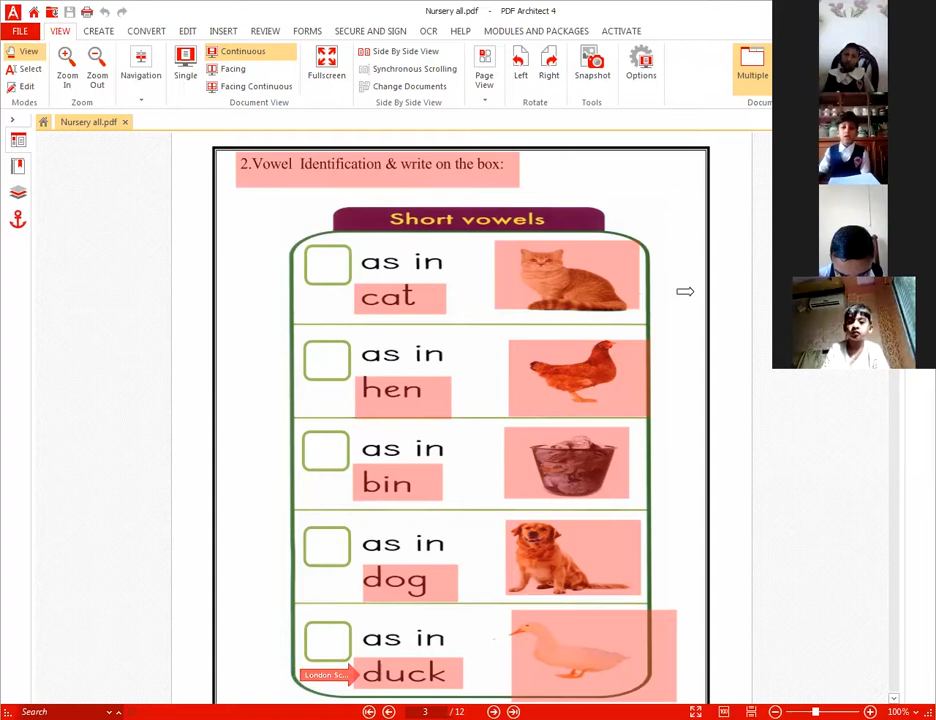 Nursery all.pdf - PDF Architect 4
FILE VIEW CREATE CONVERT EDIT INSERT REVIEW FORMS SECURE AND SIGN OCR HELP MODULES AND PACKAGES ACTIVATE
View
Select
Edit
Modes
Zoom In
Zoom Out
Zoom
Navigation
Single
Continuous
Facing
Facing Continuous
Document View
Fullscreen
Side By Side View
Synchronous Scrolling
Change Documents
Side By Side View
Page View
Left
Right
Rotate
Snapshot
Tools
Options
Multiple
Docum
Nursery all.pdf ×
2.Vowel Identification & write on the box:
Short vowels
as in
cat
as in
hen
as in
bin
as in
dog
as in
London Sc... duck
Search
3 / 12
100%